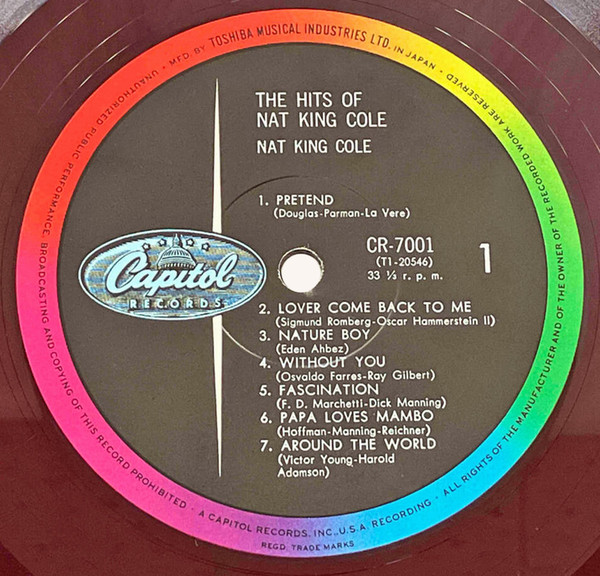 MFD. BY TOSHIBA MUSICAL INDUSTRIES LTD. IN JAPAN · ALL RIGHTS OF THE MANUFACTURER AND OF THE OWNER OF THE RECORDED WORK ARE RESERVED
UNAUTHORIZED PUBLIC PERFORMANCE, BROADCASTING AND COPYING OF THIS RECORD PROHIBITED · A CAPITOL RECORDS, INC., U.S.A. RECORDING ·
REGD. TRADE MARKS
THE HITS OF
NAT KING COLE
NAT KING COLE
1. PRETEND
(Douglas-Parman-La Vere)
CR-7001
(T1-20546)
33 ⅓ r. p. m.
1
Capitol
RECORDS
2. LOVER COME BACK TO ME
(Sigmund Romberg-Oscar Hammerstein II)
3. NATURE BOY
(Eden Ahbez)
4. WITHOUT YOU
(Osvaldo Farres-Ray Gilbert)
5. FASCINATION
(F. D. Marchetti-Dick Manning)
6. PAPA LOVES MAMBO
(Hoffman-Manning-Reichner)
7. AROUND THE WORLD
(Victor Young-Harold
Adamson)